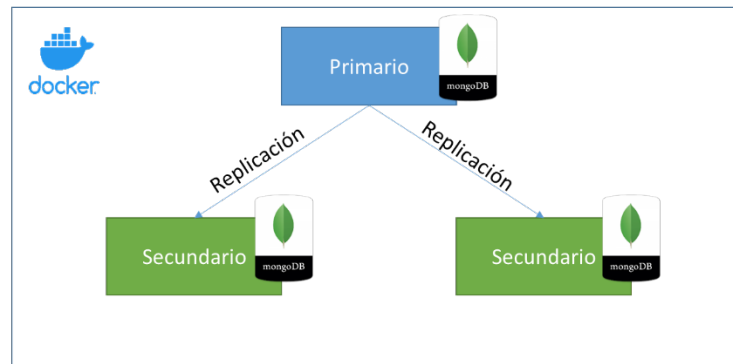 docker
Primario
mongoDB
Replicación
Replicación
Secundario
mongoDB
Secundario
mongoDB